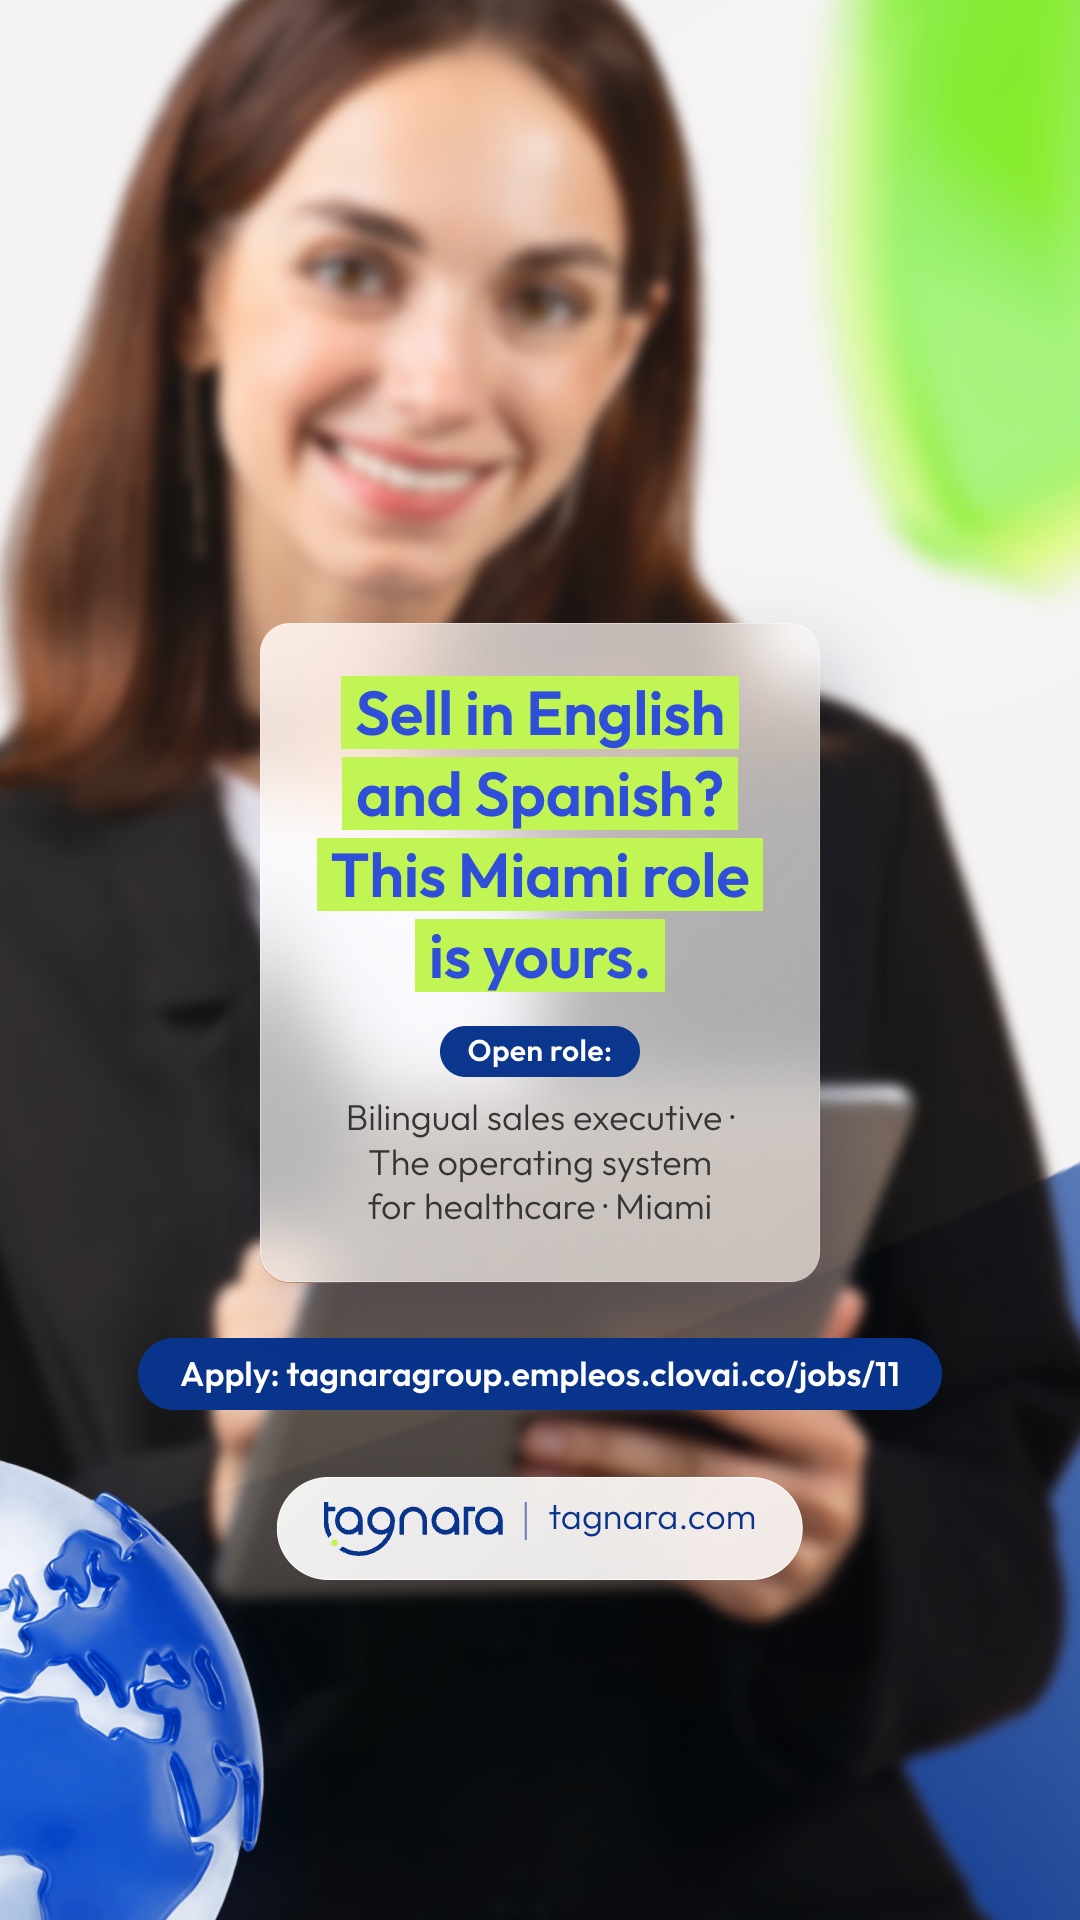 Sell in English
and Spanish?
This Miami role
is yours.
Open role:
Bilingual sales executive ·
The operating system
for healthcare · Miami
Apply: tagnaragroup.empleos.clovai.co/jobs/11
tagnara | tagnara.com